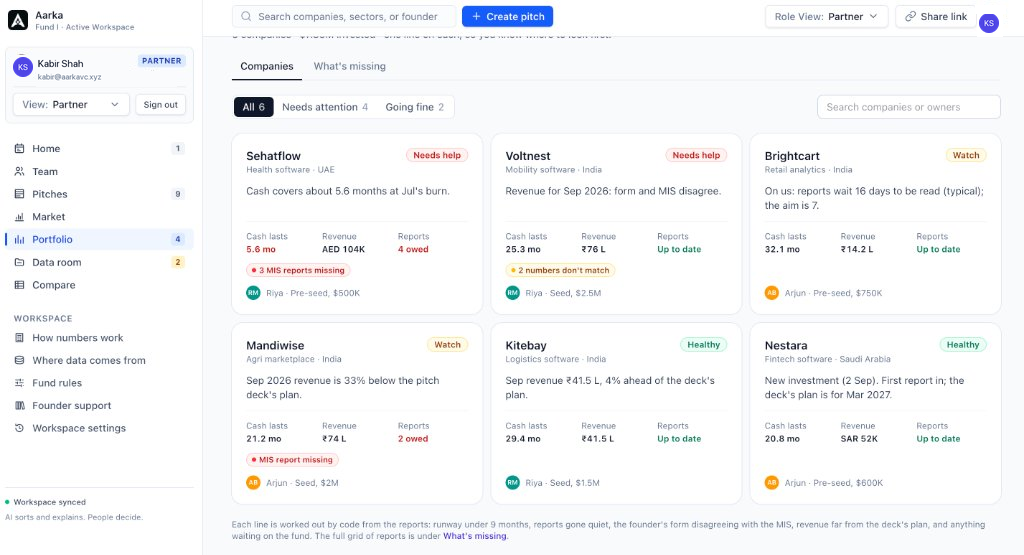 Aarka
Fund I · Active Workspace
Search companies, sectors, or founder
+ Create pitch
Role View: Partner
Share link
KS
KS
Kabir Shah
PARTNER
kabir@aarkavc.xyz
View: Partner
Sign out
Home 1
Team
Pitches 9
Market
Portfolio 4
Data room 2
Compare
WORKSPACE
How numbers work
Where data comes from
Fund rules
Founder support
Workspace settings
Workspace synced
AI sorts and explains. People decide.
Companies
What's missing
All 6
Needs attention 4
Going fine 2
Search companies or owners
Sehatflow
Needs help
Health software · UAE
Cash covers about 5.6 months at Jul's burn.
Cash lasts Revenue Reports
5.6 mo AED 104K 4 owed
3 MIS reports missing
RM Riya · Pre-seed, $500K
Voltnest
Needs help
Mobility software · India
Revenue for Sep 2026: form and MIS disagree.
Cash lasts Revenue Reports
25.3 mo ₹76 L Up to date
2 numbers don't match
RM Riya · Seed, $2.5M
Brightcart
Watch
Retail analytics · India
On us: reports wait 16 days to be read (typical);
the aim is 7.
Cash lasts Revenue Reports
32.1 mo ₹14.2 L Up to date
AB Arjun · Pre-seed, $750K
Mandiwise
Watch
Agri marketplace · India
Sep 2026 revenue is 33% below the pitch
deck's plan.
Cash lasts Revenue Reports
21.2 mo ₹74 L 2 owed
MIS report missing
AB Arjun · Seed, $2M
Kitebay
Healthy
Logistics software · India
Sep revenue ₹41.5 L, 4% ahead of the deck's
plan.
Cash lasts Revenue Reports
29.4 mo ₹41.5 L Up to date
RM Riya · Seed, $1.5M
Nestara
Healthy
Fintech software · Saudi Arabia
New investment (2 Sep). First report in; the
deck's plan is for Mar 2027.
Cash lasts Revenue Reports
20.8 mo SAR 52K Up to date
AB Arjun · Pre-seed, $600K
Each line is worked out by code from the reports: runway under 9 months, reports gone quiet, the founder's form disagreeing with the MIS, revenue far from the deck's plan, and anything
waiting on the fund. The full grid of reports is under What's missing.